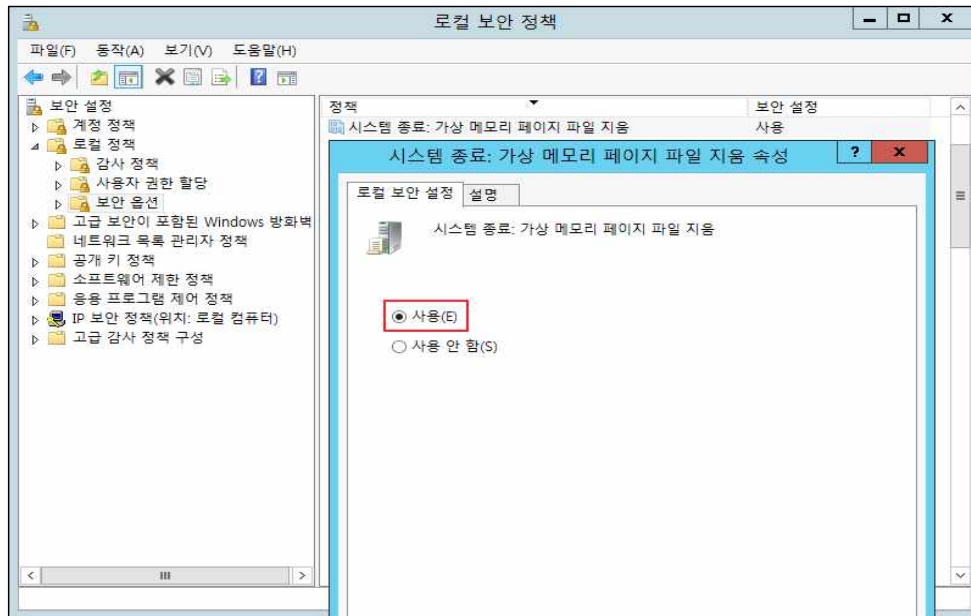 로컬 보안 정책
파일(F) 동작(A) 보기(V) 도움말(H)
보안 설정
계정 정책
로컬 정책
감사 정책
사용자 권한 할당
보안 옵션
고급 보안이 포함된 Windows 방화벽
네트워크 목록 관리자 정책
공개 키 정책
소프트웨어 제한 정책
응용 프로그램 제어 정책
IP 보안 정책(위치: 로컬 컴퓨터)
고급 감사 정책 구성
정책 보안 설정
시스템 종료: 가상 메모리 페이지 파일 지움 사용
시스템 종료: 가상 메모리 페이지 파일 지움 속성
로컬 보안 설정 설명
시스템 종료: 가상 메모리 페이지 파일 지움
사용(E)
사용 안 함(S)